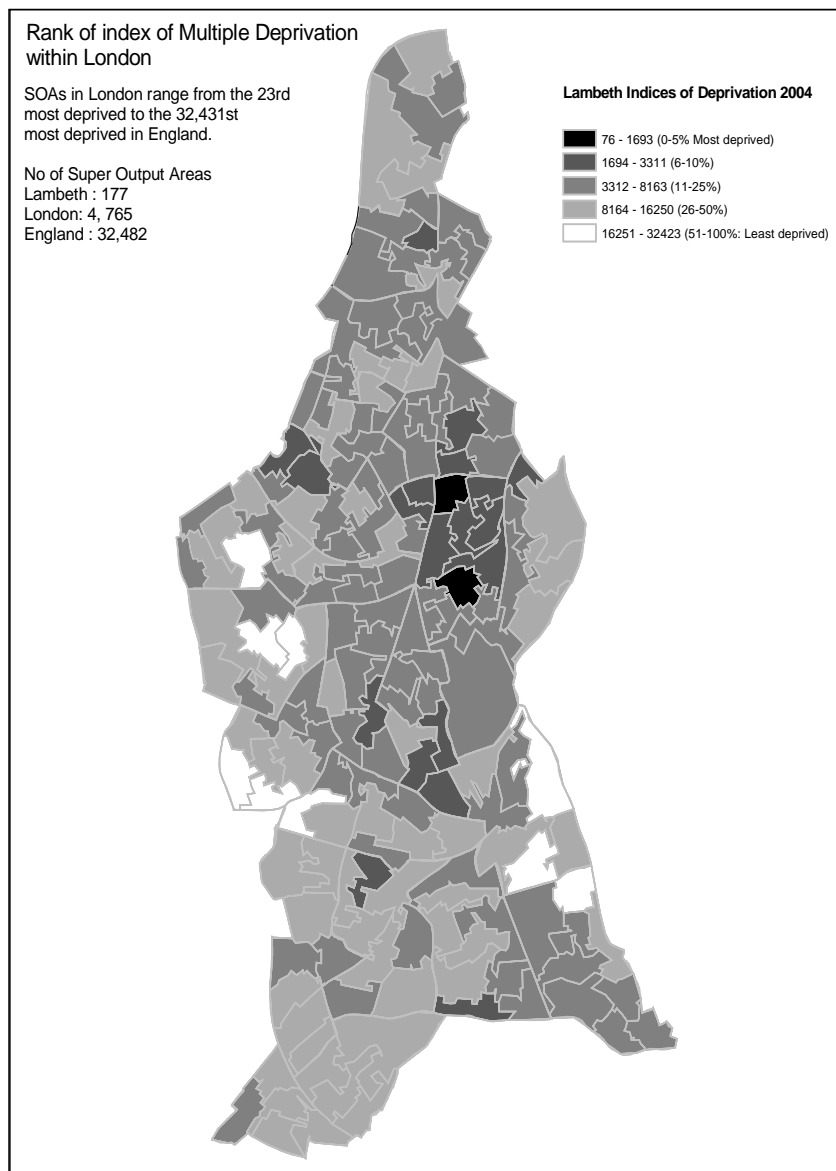 Rank of index of Multiple Deprivation
within London
SOAs in London range from the 23rd
most deprived to the 32,431st
most deprived in England.
No of Super Output Areas
Lambeth : 177
London: 4, 765
England : 32,482
Lambeth Indices of Deprivation 2004
76 - 1693 (0-5% Most deprived)
1694 - 3311 (6-10%)
3312 - 8163 (11-25%)
8164 - 16250 (26-50%)
16251 - 32423 (51-100%: Least deprived)